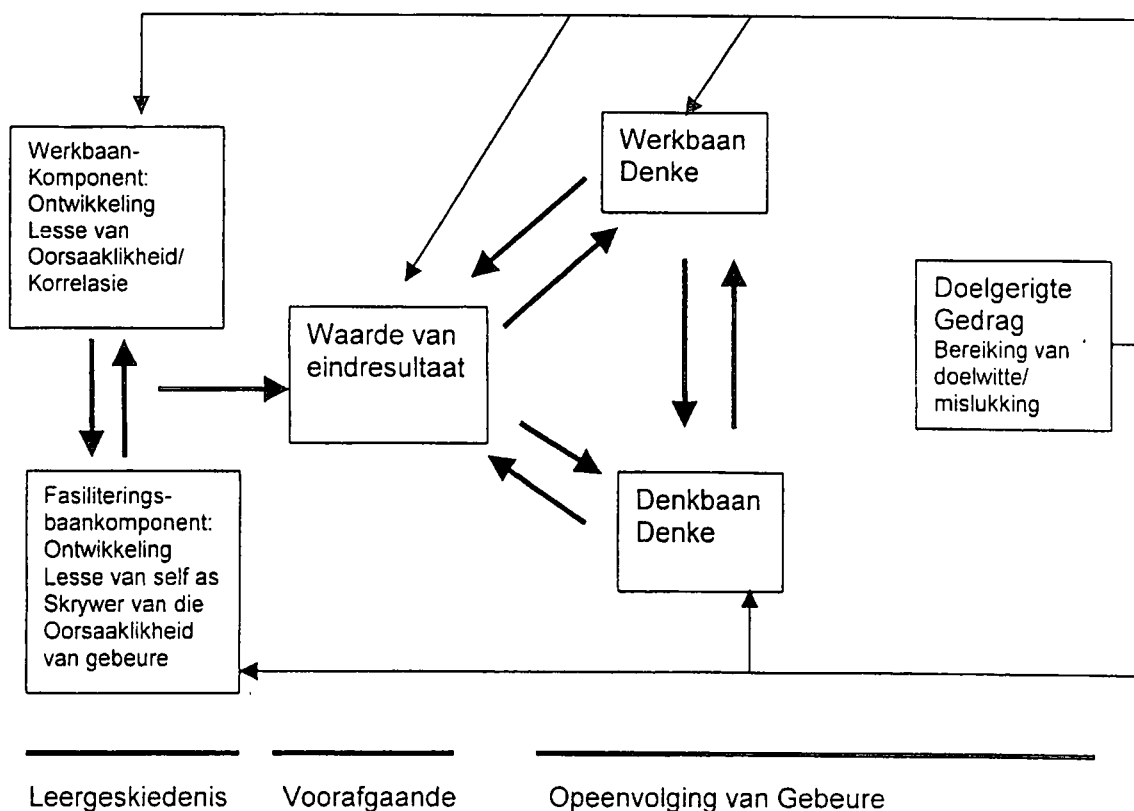 Werkbaan-
Komponent:
Ontwikkeling
Lesse van
Oorsaaklikheid/
Korrelasie
Werkbaan
Denke
Waarde van
eindresultaat
Doelgerigte
Gedrag
Bereiking van
doelwitte/
mislukking
Fasiliterings-
baankomponent:
Ontwikkeling
Lesse van self as
Skrywer van die
Oorsaaklikheid
van gebeure
Denkbaan
Denke
Leergeskiedenis
Voorafgaande
Opeenvolging van Gebeure